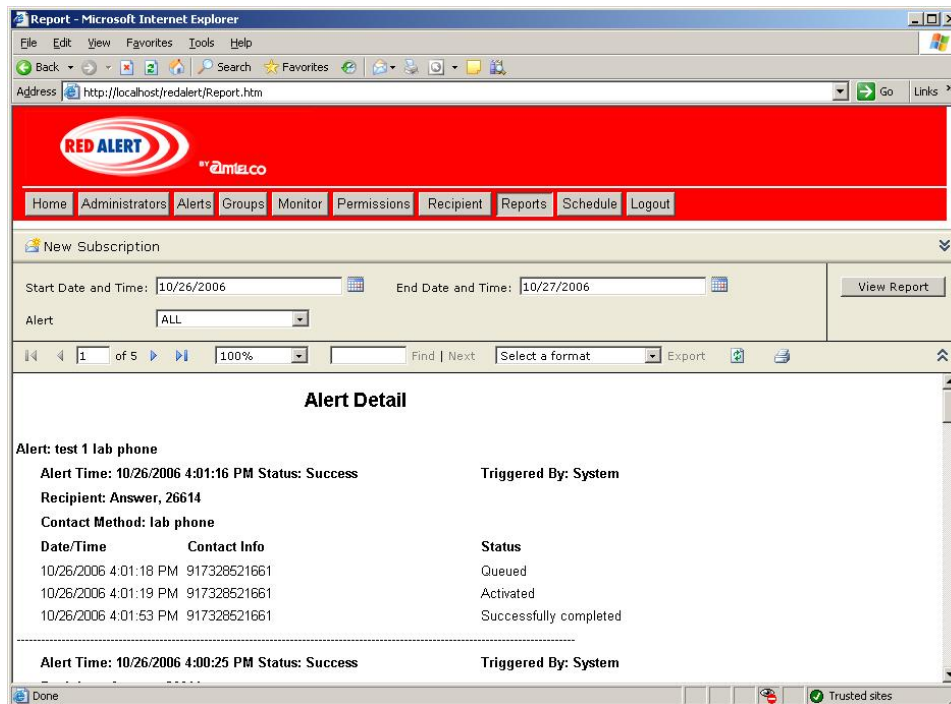 Report - Microsoft Internet Explorer
File Edit View Favorites Tools Help
Back Search Favorites
Address http://localhost/redalert/Report.htm Go Links
RED ALERT
BY amtelco
Home Administrators Alerts Groups Monitor Permissions Recipient Reports Schedule Logout
New Subscription
Start Date and Time: 10/26/2006 End Date and Time: 10/27/2006 View Report
Alert ALL
1 of 5 100% Find | Next Select a format Export
Alert Detail
Alert: test 1 lab phone
Alert Time: 10/26/2006 4:01:16 PM Status: Success Triggered By: System
Recipient: Answer, 26614
Contact Method: lab phone
Date/Time Contact Info Status
10/26/2006 4:01:18 PM 917328521661 Queued
10/26/2006 4:01:19 PM 917328521661 Activated
10/26/2006 4:01:53 PM 917328521661 Successfully completed
Alert Time: 10/26/2006 4:00:25 PM Status: Success Triggered By: System
Done Trusted sites